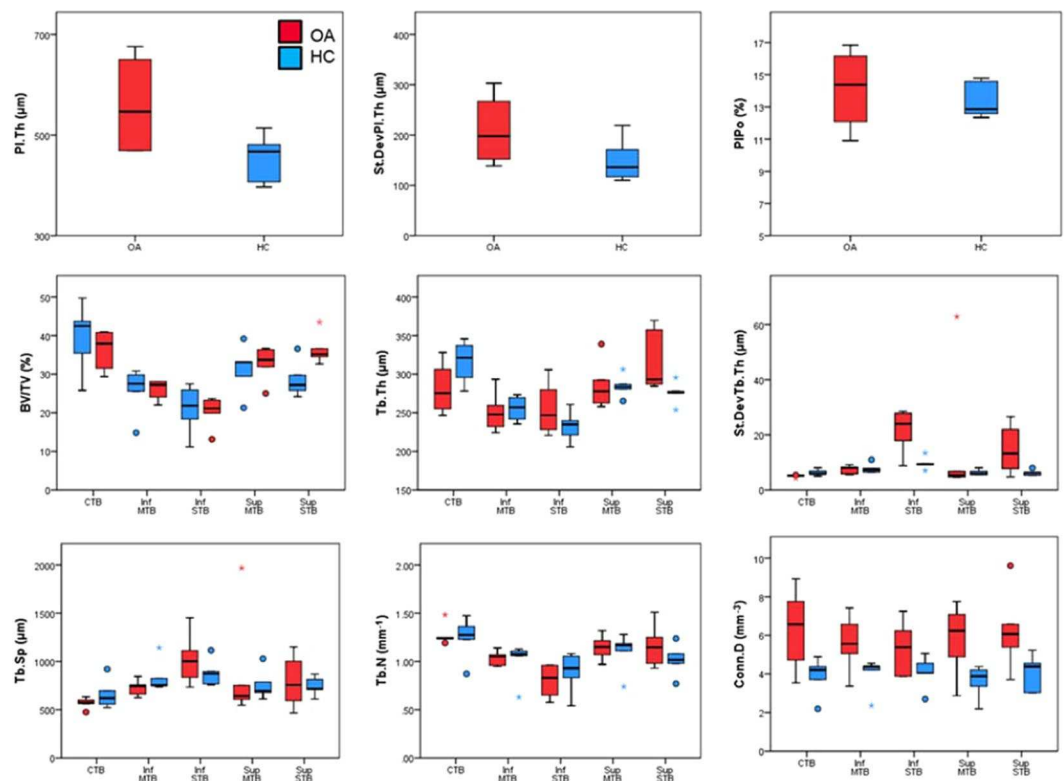 OA
HC
Pl.Th (µm)
700
500
300
OA
HC
St.DevPl.Th (µm)
400
300
200
100
0
OA
HC
PlPo (%)
17
15
13
11
9
7
5
OA
HC
BV/TV (%)
50
40
30
20
10
0
CTB
Inf MTB
Inf STB
Sup MTB
Sup STB
Tb.Th (µm)
400
350
300
250
200
150
CTB
Inf MTB
Inf STB
Sup MTB
Sup STB
St.DevTb.Th (µm)
60
40
20
0
CTB
Inf MTB
Inf STB
Sup MTB
Sup STB
Tb.Sp (µm)
2000
1500
1000
500
0
CTB
Inf MTB
Inf STB
Sup MTB
Sup STB
Tb.N (mm⁻¹)
2.00
1.50
1.00
.50
.00
CTB
Inf MTB
Inf STB
Sup MTB
Sup STB
Conn.D (mm⁻³)
10
8
6
4
2
0
CTB
Inf MTB
Inf STB
Sup MTB
Sup STB